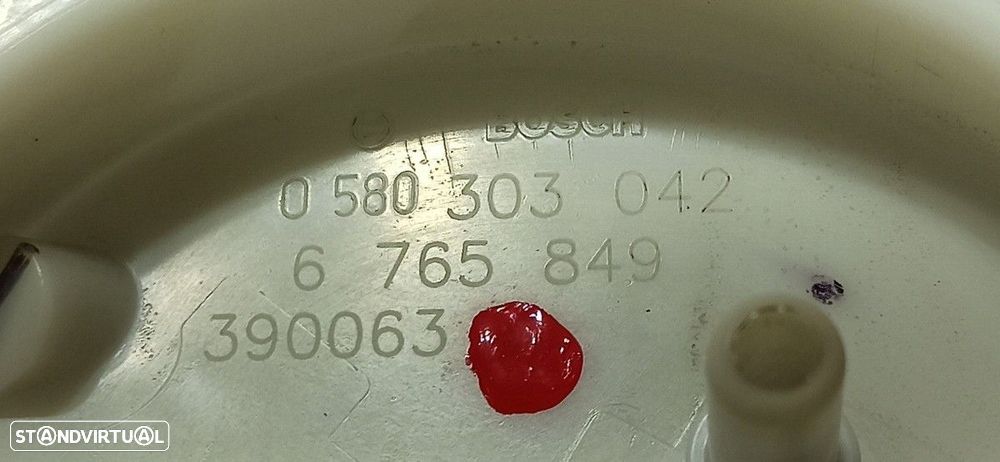 BOSCH
0 580 303 042
6 765 849
390063
STANDVIRTUAL